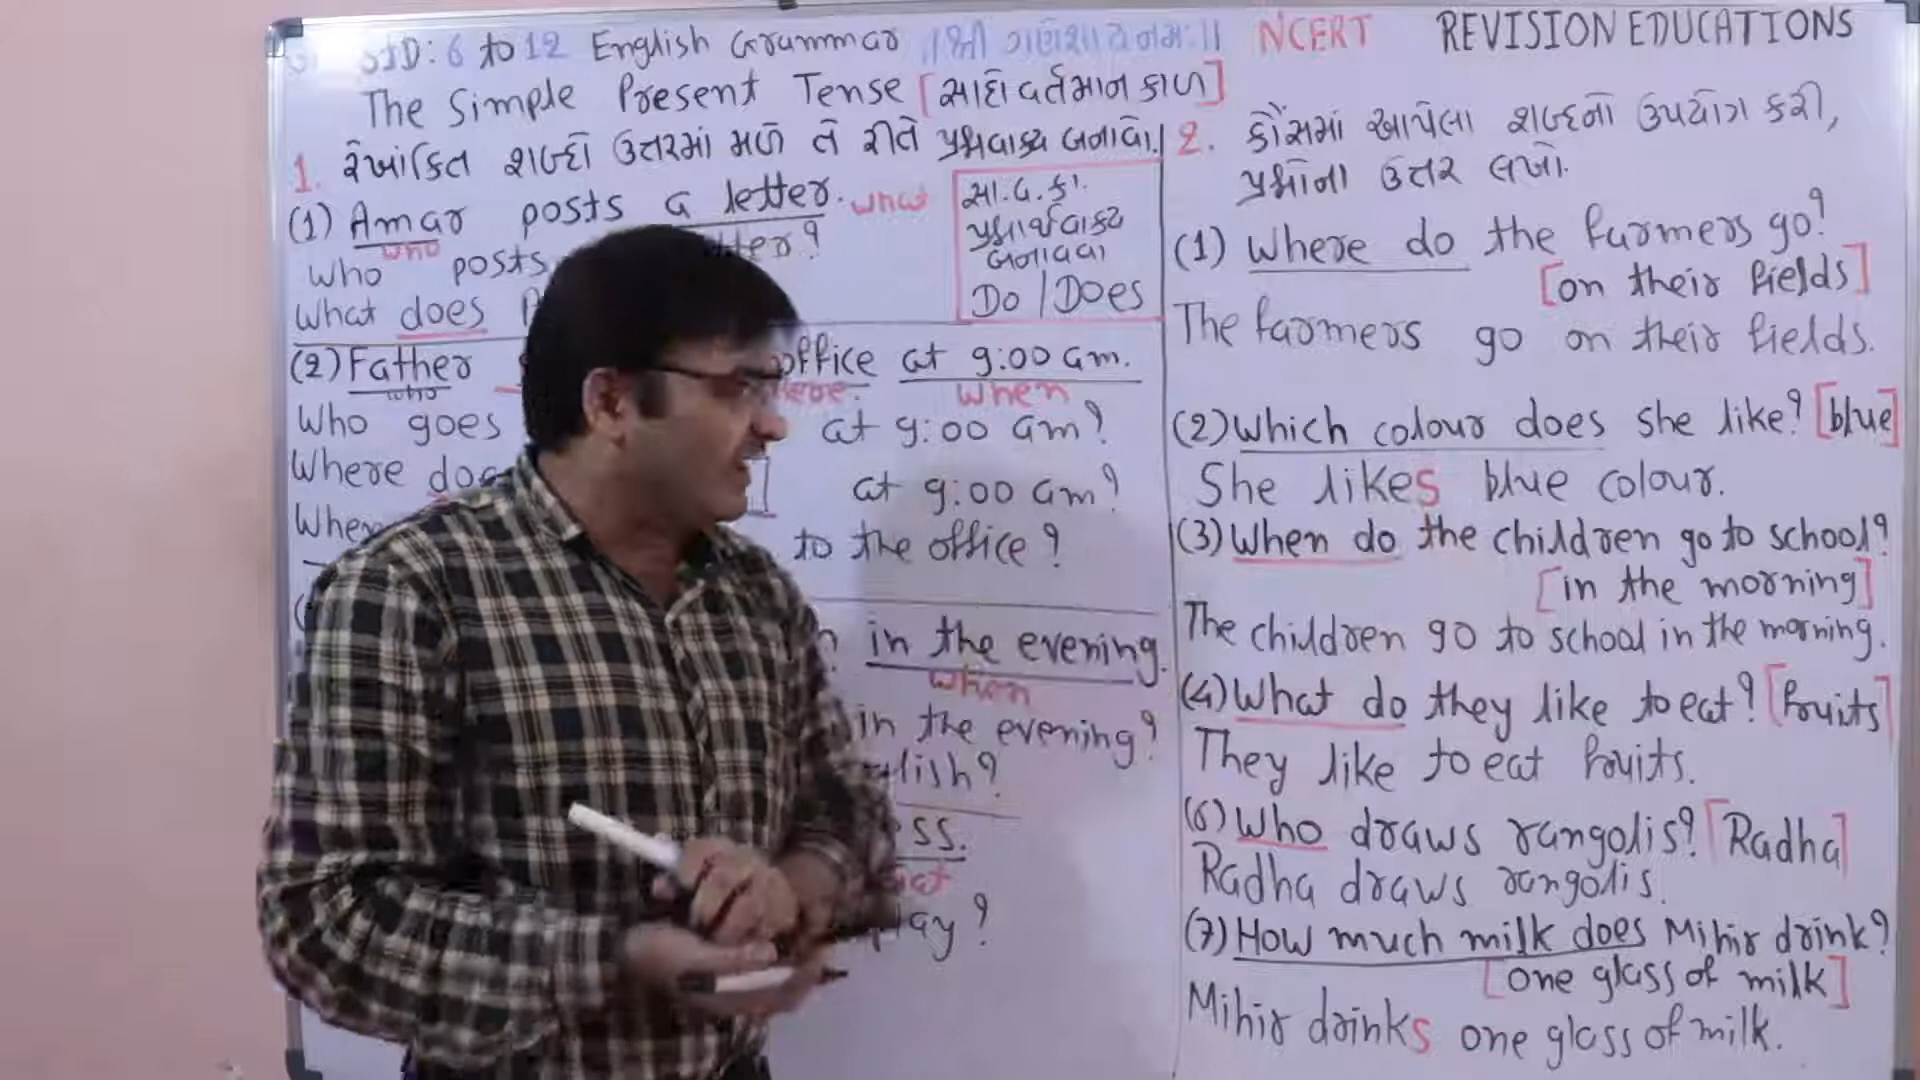 STD: 6 to 12 English Grammar ।।શ્રી ગણેશાય નમઃ।। NCERT REVISION EDUCATIONS
The Simple Present Tense [સાદો વર્તમાન કાળ]
1. રેખાંકિત શબ્દો ઉત્તરમાં મળે તે રીતે પ્રશ્નવાક્ય બનાવો.
(1) Amar posts a letter. what
who
Who posts tter?
What does
સા. વ. કા.
પ્રશ્નાર્થવાક્ય
બનાવવા
Do / Does
(2) Father office at 9:00 am.
who when
Who goes at 9:00 am?
Where at 9:00 am?
When to the office?
in the evening.
when
in the evening?
lish?
ss.
ay?
2. કૌંસમાં આપેલા શબ્દનો ઉપયોગ કરી,
પ્રશ્નોના ઉત્તર લખો.
(1) Where do the farmers go?
[on their fields]
The farmers go on their fields.
(2) Which colour does she like? [blue]
She likes blue colour.
(3) When do the children go to school?
[in the morning]
The children go to school in the morning.
(4) What do they like to eat? [fruits]
They like to eat fruits.
(6) Who draws rangolis? [Radha]
Radha draws rangolis.
(7) How much milk does Mihir drink?
[one glass of milk]
Mihir drinks one glass of milk.